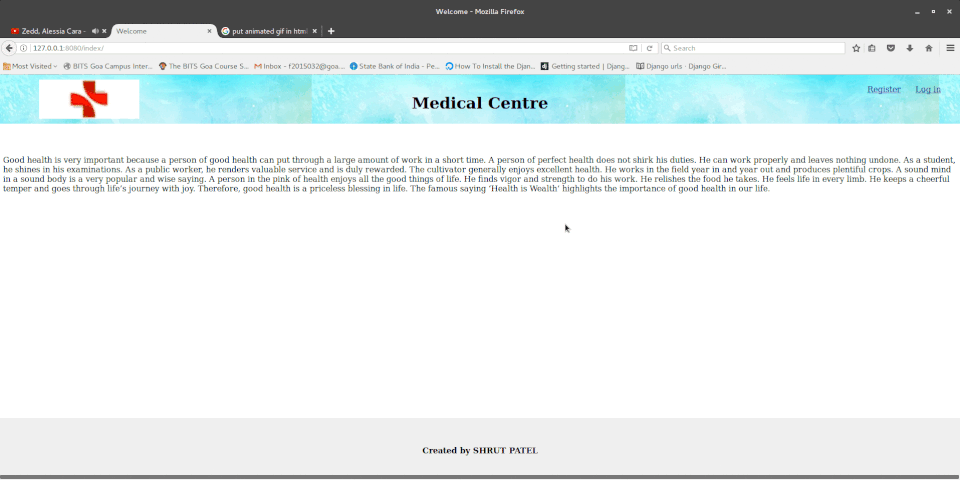 Welcome - Mozilla Firefox
Zedd, Alessia Cara - Welcome put animated gif in html
127.0.0.1:8080/index/ Search
Most Visited BITS Goa Campus Inter... The BITS Goa Course S... Inbox - f2015032@goa.... State Bank of India - Pe... How To Install the Djan... Getting started | Djang... Django urls · Django Gir...
Register Log in
Medical Centre
Good health is very important because a person of good health can put through a large amount of work in a short time. A person of perfect health does not shirk his duties. He can work properly and leaves nothing undone. As a student,
he shines in his examinations. As a public worker, he renders valuable service and is duly rewarded. The cultivator generally enjoys excellent health. He works in the field year in and year out and produces plentiful crops. A sound mind
in a sound body is a very popular and wise saying. A person in the pink of health enjoys all the good things of life. He finds vigor and strength to do his work. He relishes the food he takes. He feels life in every limb. He keeps a cheerful
temper and goes through life's journey with joy. Therefore, good health is a priceless blessing in life. The famous saying 'Health is Wealth' highlights the importance of good health in our life.
Created by SHRUT PATEL